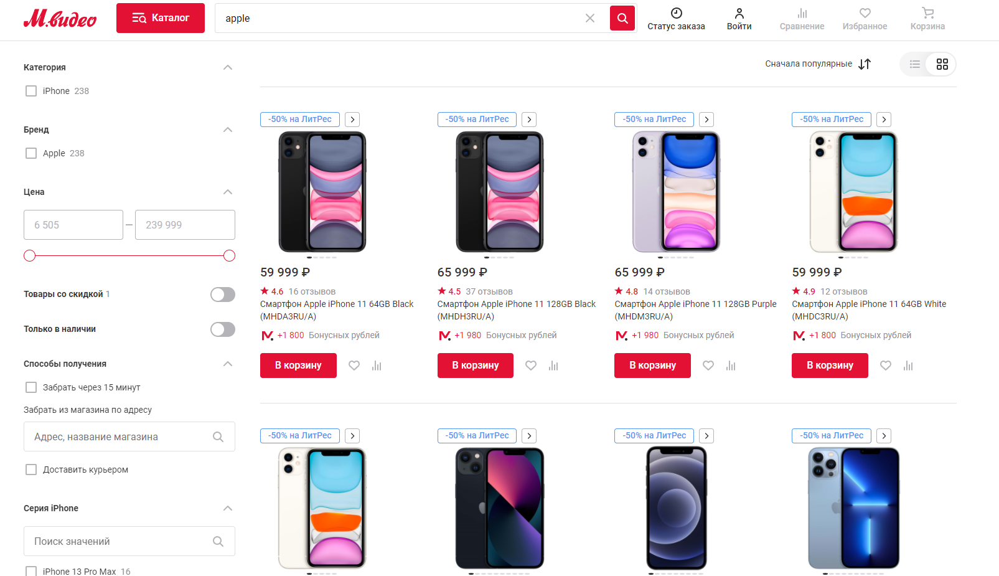 М.видео
Каталог
apple
Статус заказа
Войти
Сравнение
Избранное
Корзина
Категория
iPhone 238
Бренд
Apple 238
Цена
6 505 — 239 999
Товары со скидкой 1
Только в наличии
Способы получения
Забрать через 15 минут
Забрать из магазина по адресу
Адрес, название магазина
Доставить курьером
Серия iPhone
Поиск значений
iPhone 13 Pro Max 16
Сначала популярные
-50% на ЛитРес
59 999 ₽
4.6 16 отзывов
Смартфон Apple iPhone 11 64GB Black
(MHDA3RU/A)
+1 800 Бонусных рублей
В корзину
-50% на ЛитРес
65 999 ₽
4.5 37 отзывов
Смартфон Apple iPhone 11 128GB Black
(MHDH3RU/A)
+1 980 Бонусных рублей
В корзину
-50% на ЛитРес
65 999 ₽
4.8 14 отзывов
Смартфон Apple iPhone 11 128GB Purple
(MHDM3RU/A)
+1 980 Бонусных рублей
В корзину
-50% на ЛитРес
59 999 ₽
4.9 12 отзывов
Смартфон Apple iPhone 11 64GB White
(MHDC3RU/A)
+1 800 Бонусных рублей
В корзину
-50% на ЛитРес
-50% на ЛитРес
-50% на ЛитРес
-50% на ЛитРес